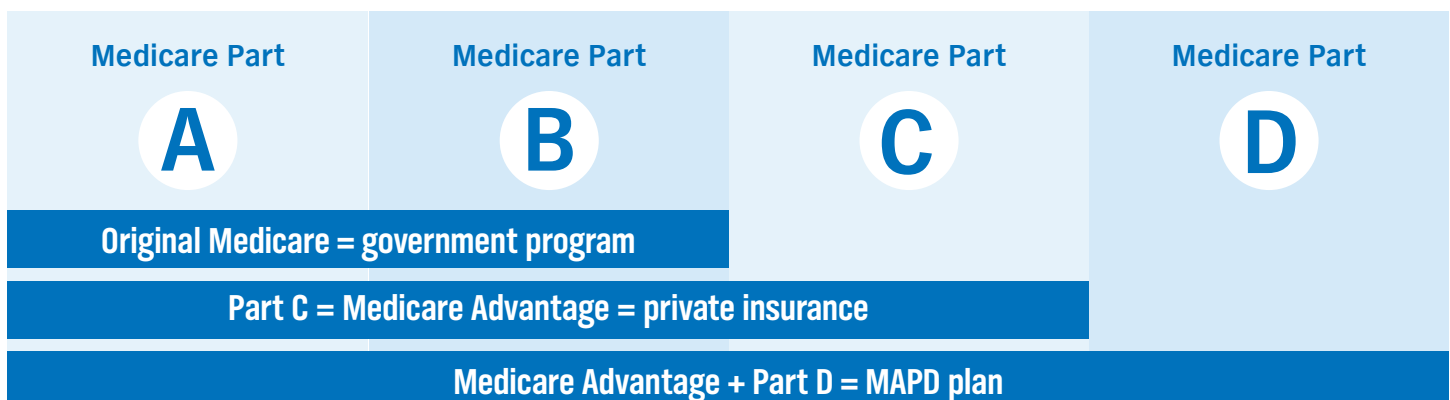 Medicare Part
A
Medicare Part
B
Medicare Part
C
Medicare Part
D
Original Medicare = government program
Part C = Medicare Advantage = private insurance
Medicare Advantage + Part D = MAPD plan